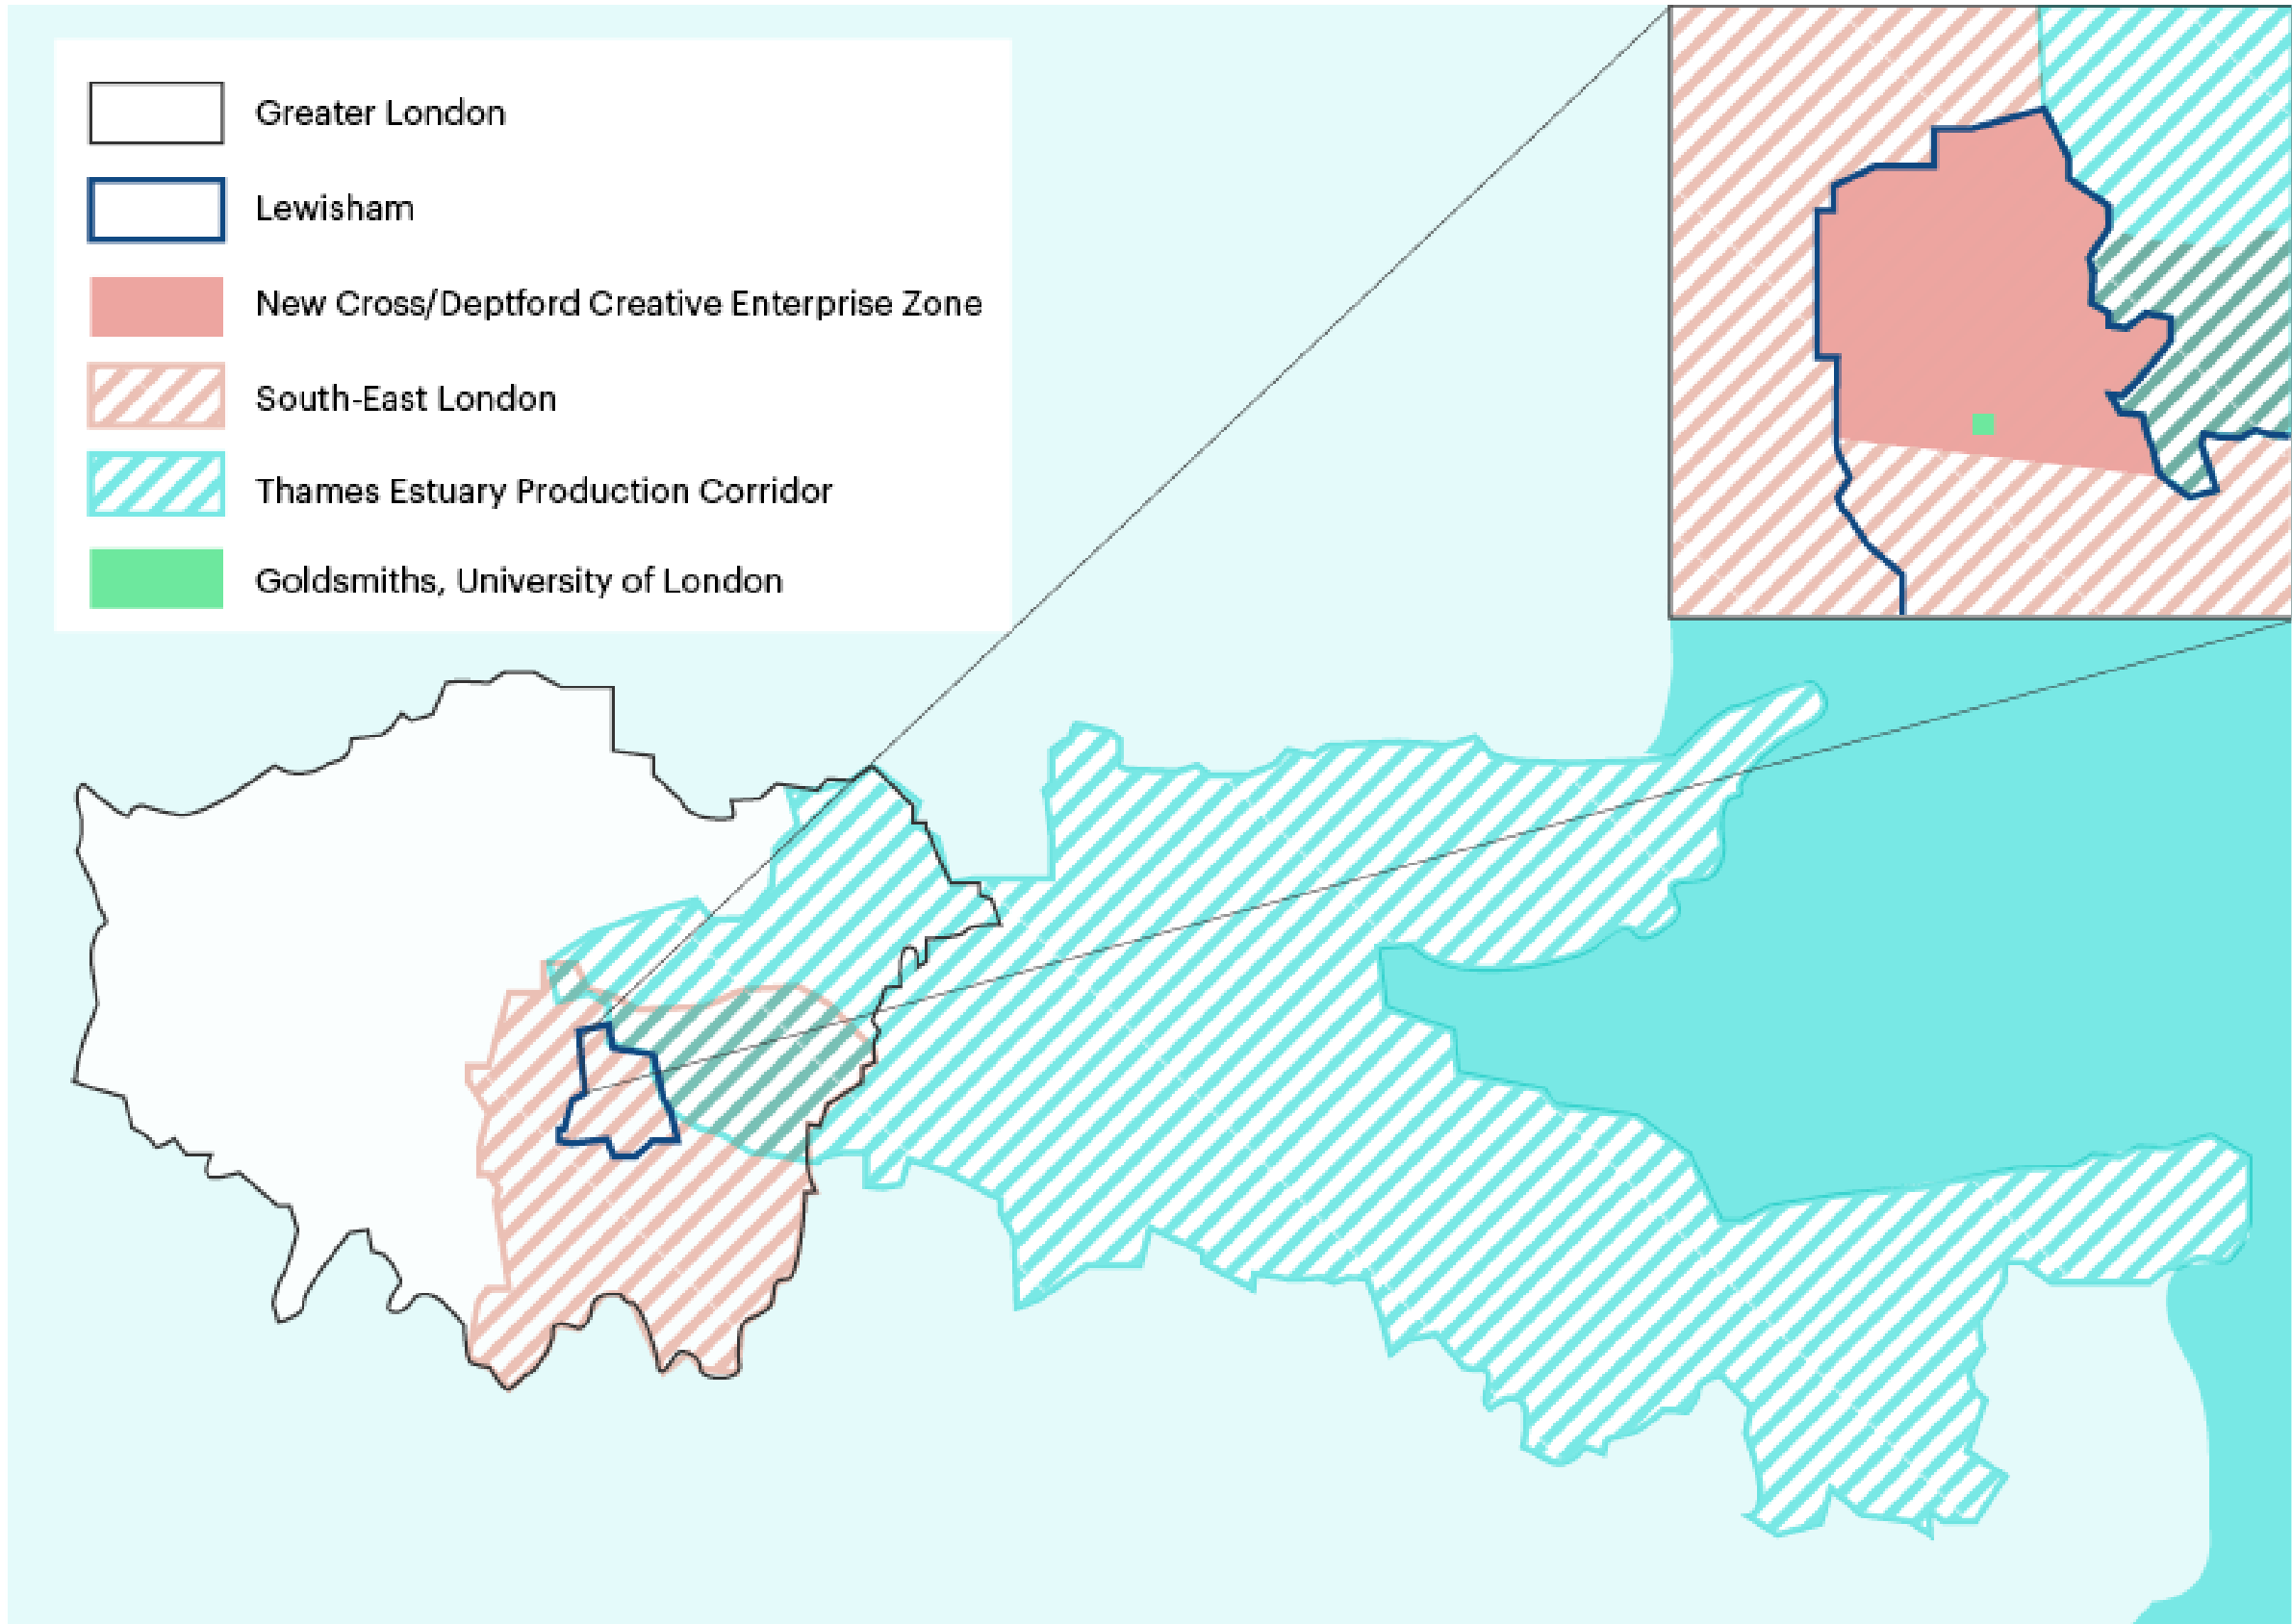 Greater London
Lewisham
New Cross/Deptford Creative Enterprise Zone
South-East London
Thames Estuary Production Corridor
Goldsmiths, University of London